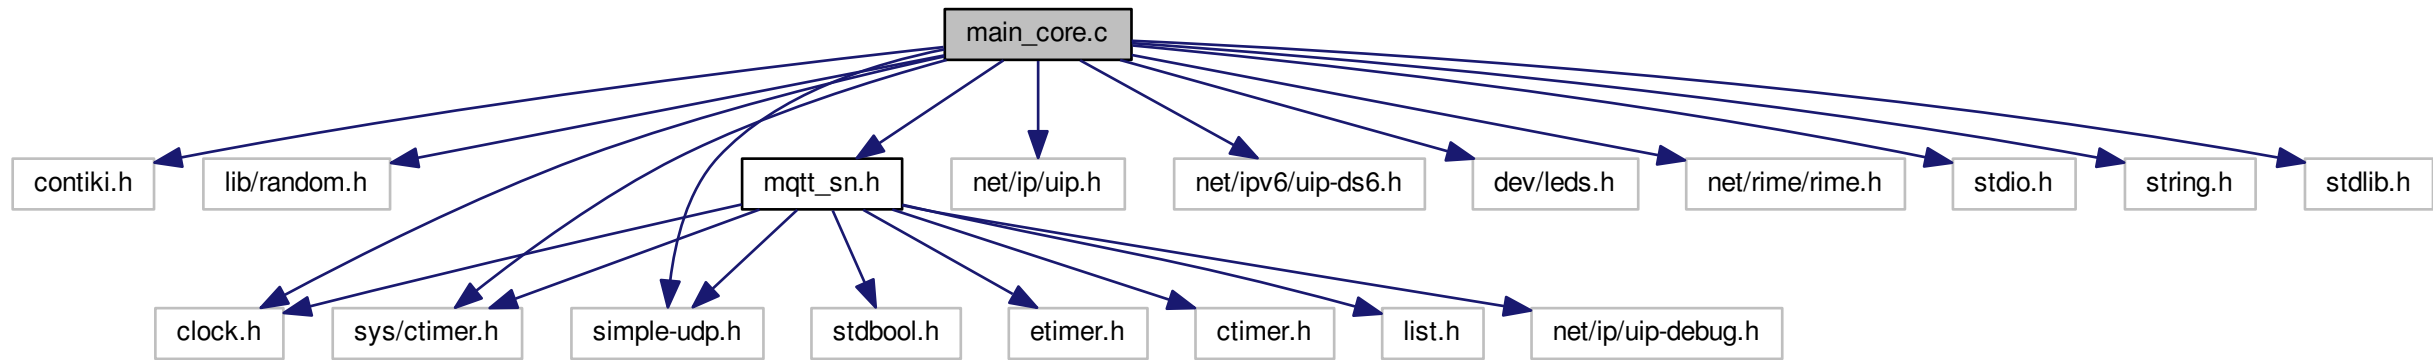 main_core.c
contiki.h
lib/random.h
mqtt_sn.h
net/ip/uip.h
net/ipv6/uip-ds6.h
dev/leds.h
net/rime/rime.h
stdio.h
string.h
stdlib.h
clock.h
sys/ctimer.h
simple-udp.h
stdbool.h
etimer.h
ctimer.h
list.h
net/ip/uip-debug.h